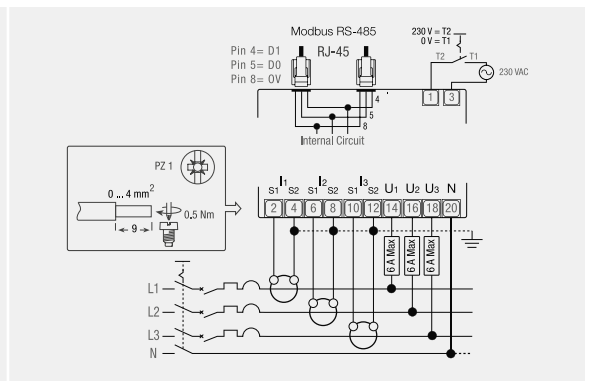 Modbus RS-485
Pin 4= D1
RJ-45
Pin 5= D0
Pin 8= 0V
4
5
8
Internal Circuit
230 V = T2
0 V = T1
T2
T1
230 VAC
1
3
PZ 1
0 ... 4 mm²
0.5 Nm
9
I1
I2
I3
S1 S2 S1 S2 S1 S2 U1 U2 U3 N
2 4 6 8 10 12 14 16 18 20
6 A Max
6 A Max
6 A Max
L1
L2
L3
N